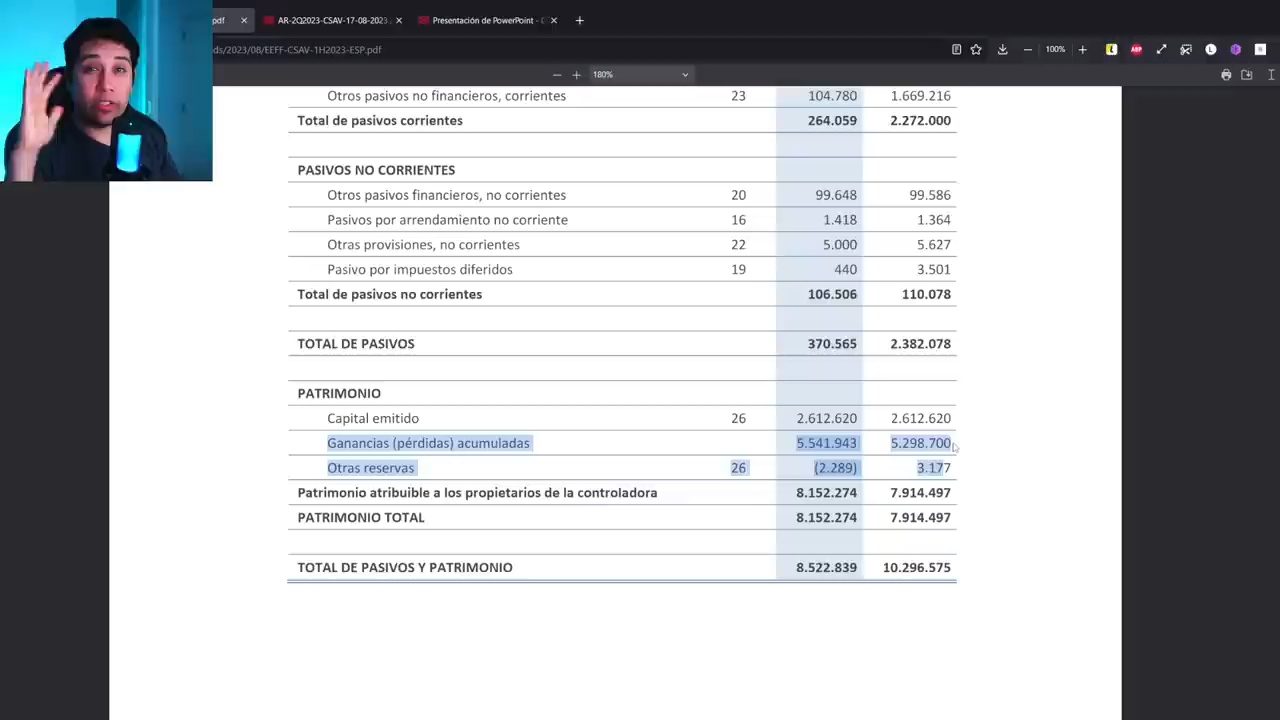 pdf
AR-2Q2023-CSAV-17-08-2023
Presentación de PowerPoint -
ds/2023/08/EEFF-CSAV-1H2023-ESP.pdf
100%
180%
Otros pasivos no financieros, corrientes 23 104.780 1.669.216
Total de pasivos corrientes 264.059 2.272.000
PASIVOS NO CORRIENTES
Otros pasivos financieros, no corrientes 20 99.648 99.586
Pasivos por arrendamiento no corriente 16 1.418 1.364
Otras provisiones, no corrientes 22 5.000 5.627
Pasivo por impuestos diferidos 19 440 3.501
Total de pasivos no corrientes 106.506 110.078
TOTAL DE PASIVOS 370.565 2.382.078
PATRIMONIO
Capital emitido 26 2.612.620 2.612.620
Ganancias (pérdidas) acumuladas 5.541.943 5.298.700
Otras reservas 26 (2.289) 3.177
Patrimonio atribuible a los propietarios de la controladora 8.152.274 7.914.497
PATRIMONIO TOTAL 8.152.274 7.914.497
TOTAL DE PASIVOS Y PATRIMONIO 8.522.839 10.296.575